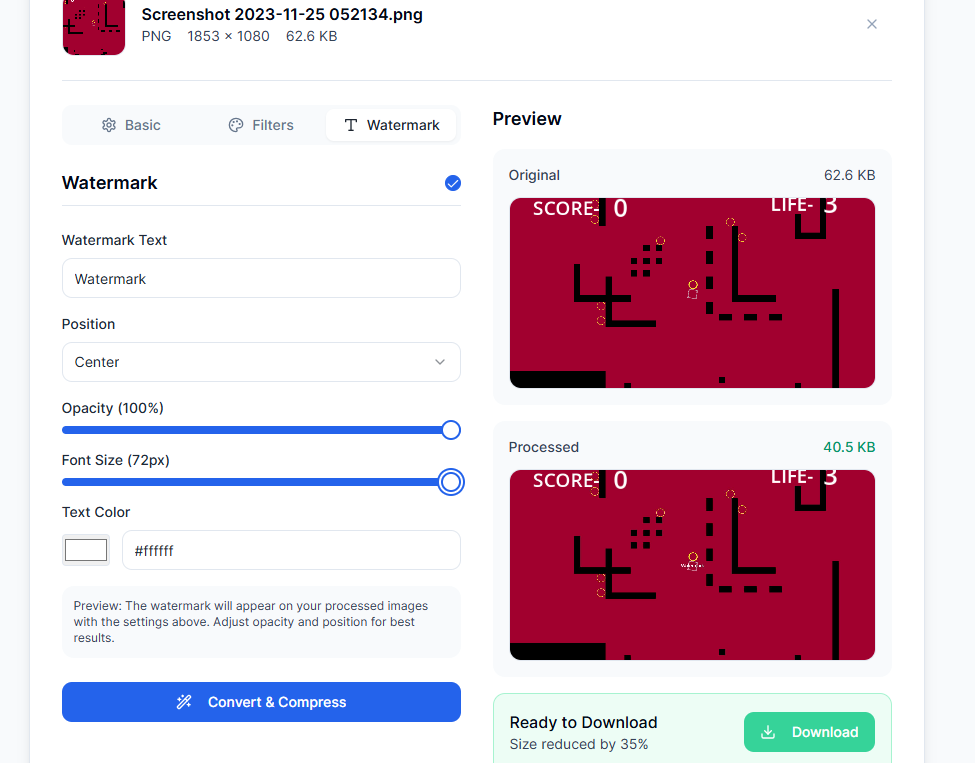 Screenshot 2023-11-25 052134.png
PNG 1853 × 1080 62.6 KB
Basic Filters Watermark
Watermark
Watermark Text
Watermark
Position
Center
Opacity (100%)
Font Size (72px)
Text Color
#ffffff
Preview: The watermark will appear on your processed images
with the settings above. Adjust opacity and position for best
results.
Convert & Compress
Preview
Original 62.6 KB
SCORE- 0 LIFE- 3
Processed 40.5 KB
SCORE- 0 LIFE- 3
Watermark
Ready to Download
Size reduced by 35%
Download